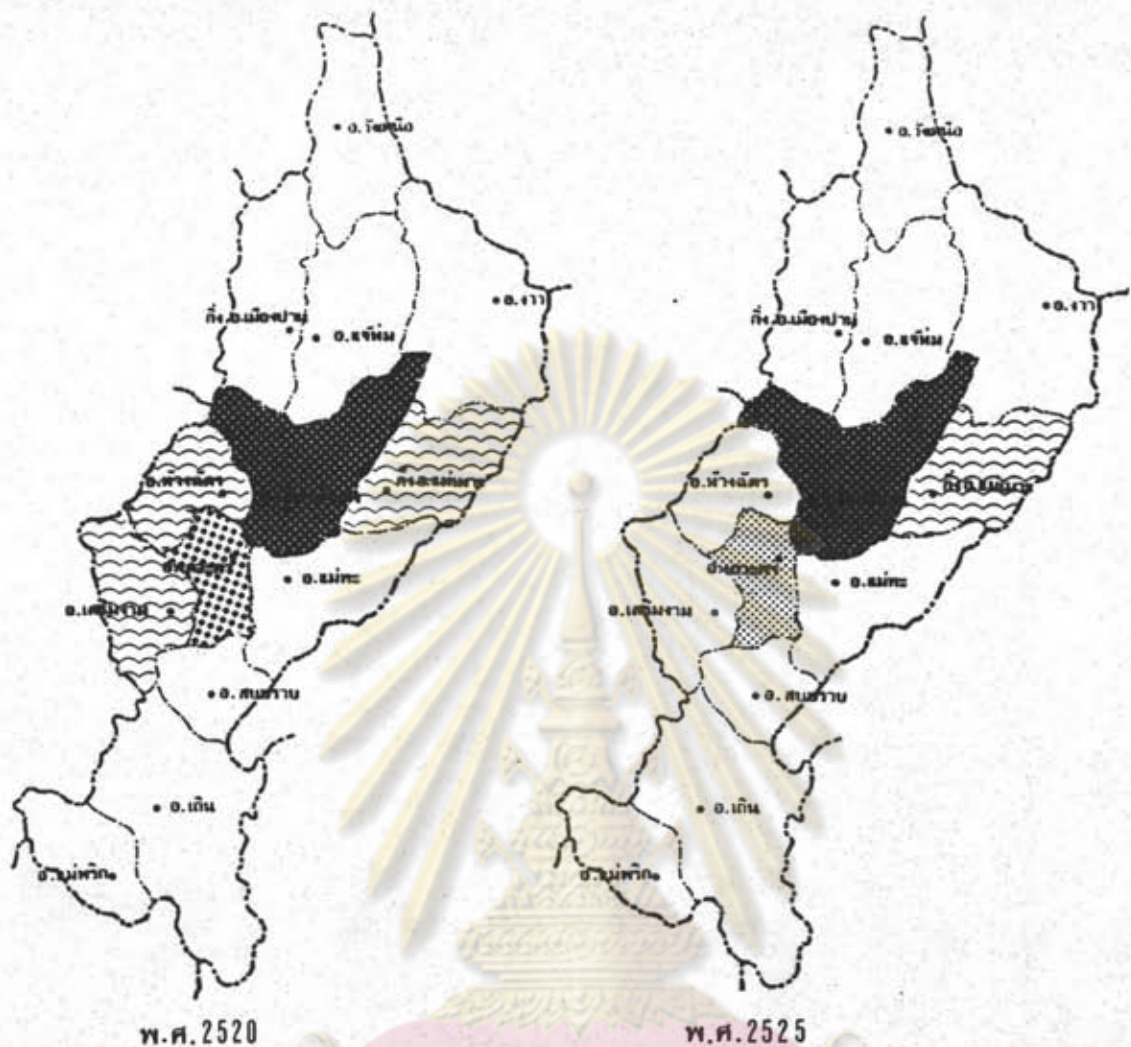 อ.วังเหนือ
อ.งาว
กิ่ง อ.เมืองปาน
อ.แจ้ห่ม
อ.ห้างฉัตร
อ.แม่ทะ
อ.เสริมงาม
อ.สบปราบ
อ.เถิน
อ.แม่พริก
พ.ศ.2520
อ.วังเหนือ
อ.งาว
กิ่ง อ.เมืองปาน
อ.แจ้ห่ม
อ.ห้างฉัตร
อ.แม่ทะ
อ.เสริมงาม
อ.สบปราบ
อ.เถิน
อ.แม่พริก
พ.ศ.2525